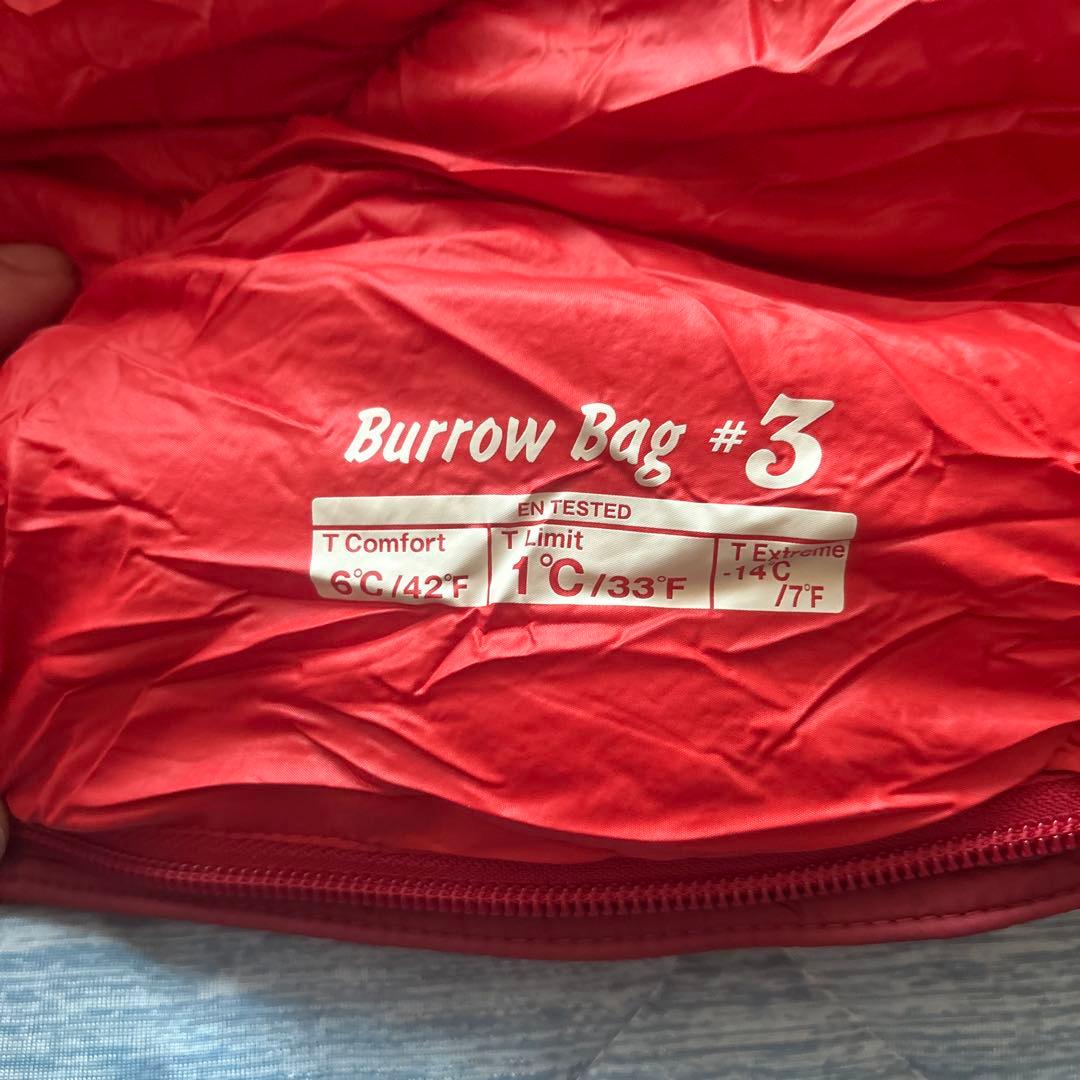 Burrow Bag #3
EN TESTED
T Comfort
6℃/42°F
T Limit
1℃/33°F
T Extreme
-14℃
/7°F